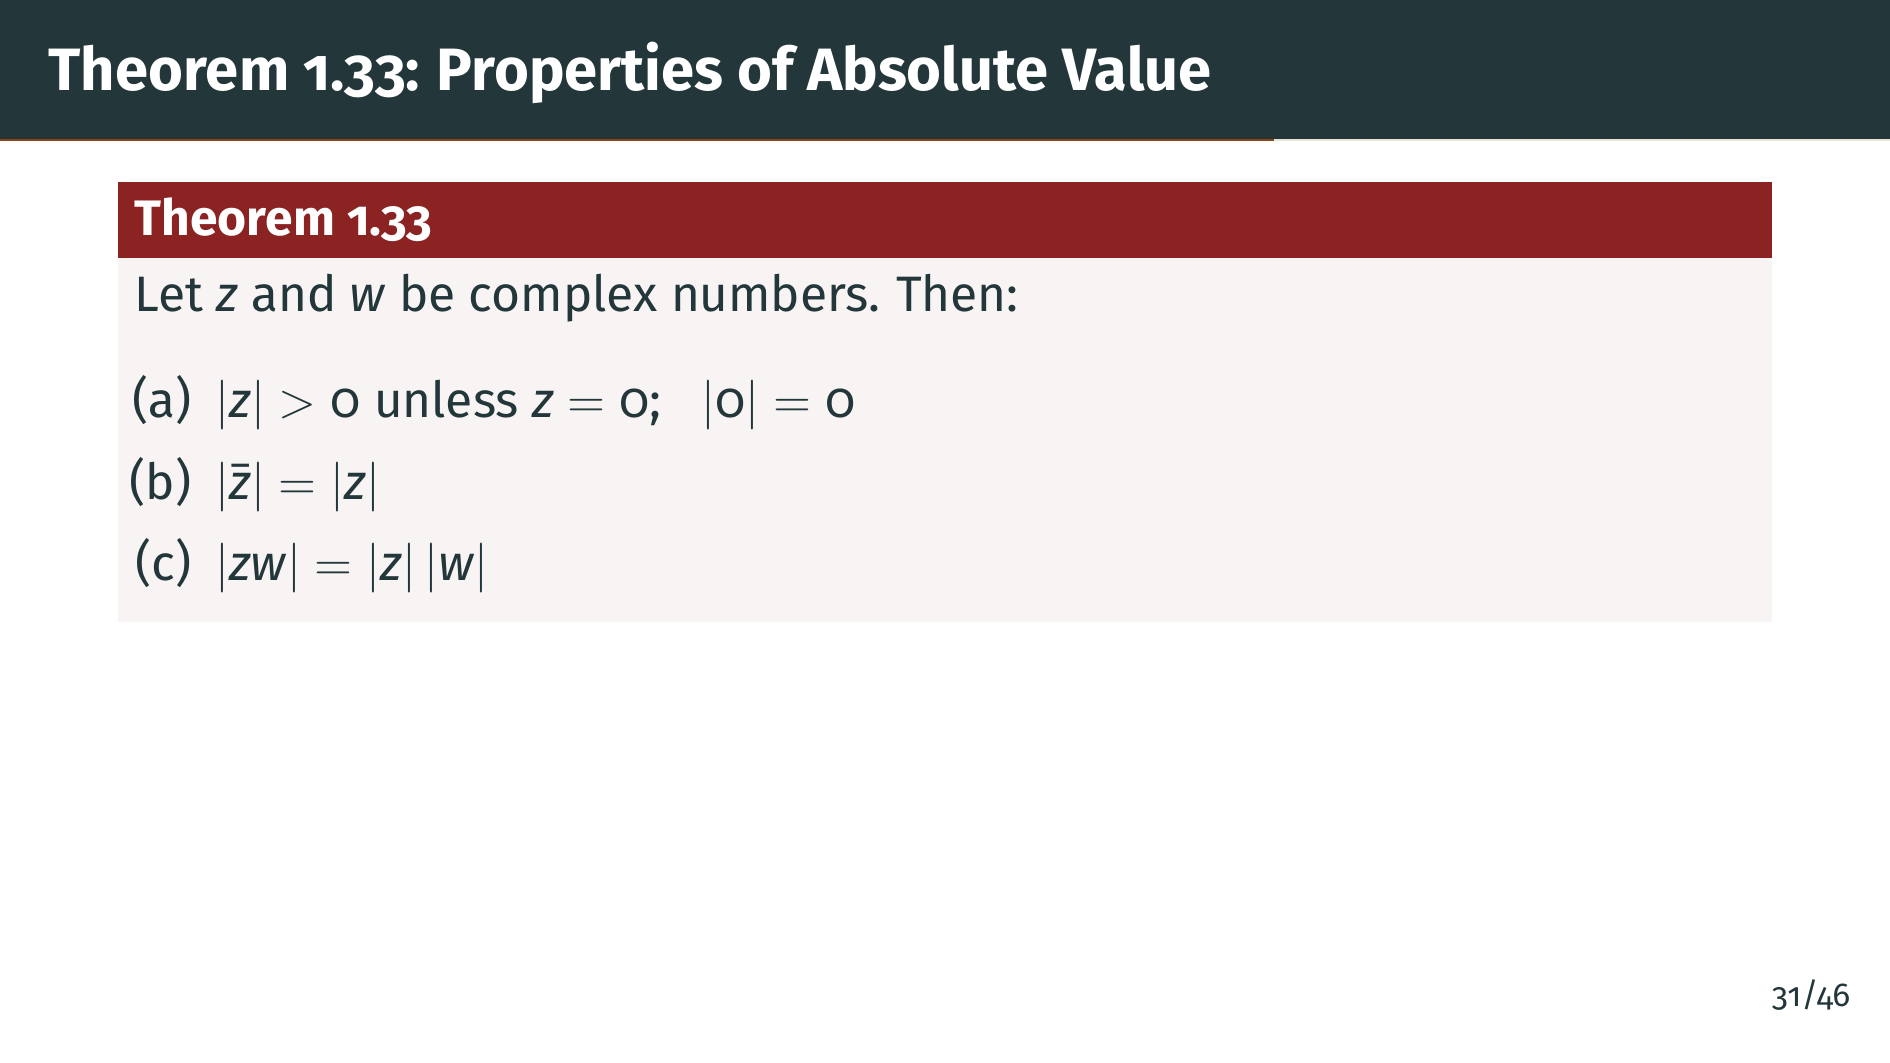 Theorem 1.33: Properties of Absolute Value
Theorem 1.33
Let z and w be complex numbers. Then:
(a) |z| > 0 unless z = 0; |0| = 0
(b) |z̄| = |z|
(c) |zw| = |z| |w|
31/46